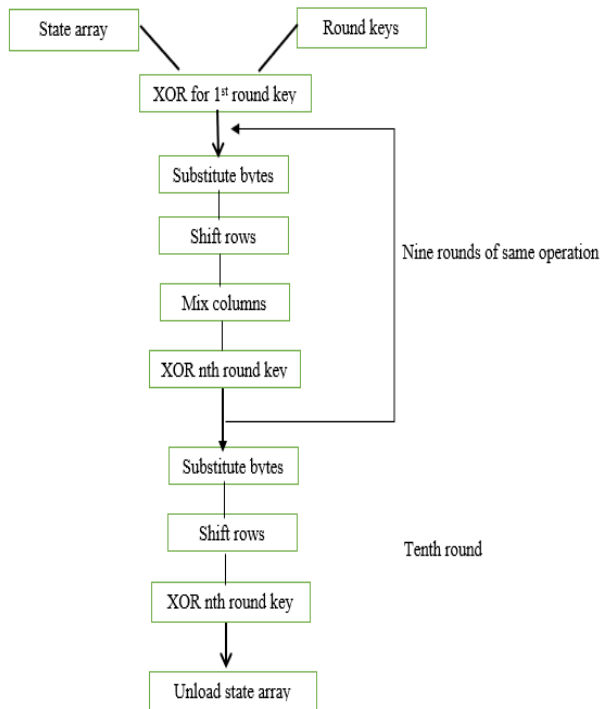 State array
Round keys
XOR for 1st round key
Substitute bytes
Shift rows
Nine rounds of same operation
Mix columns
XOR nth round key
Substitute bytes
Shift rows
Tenth round
XOR nth round key
Unload state array